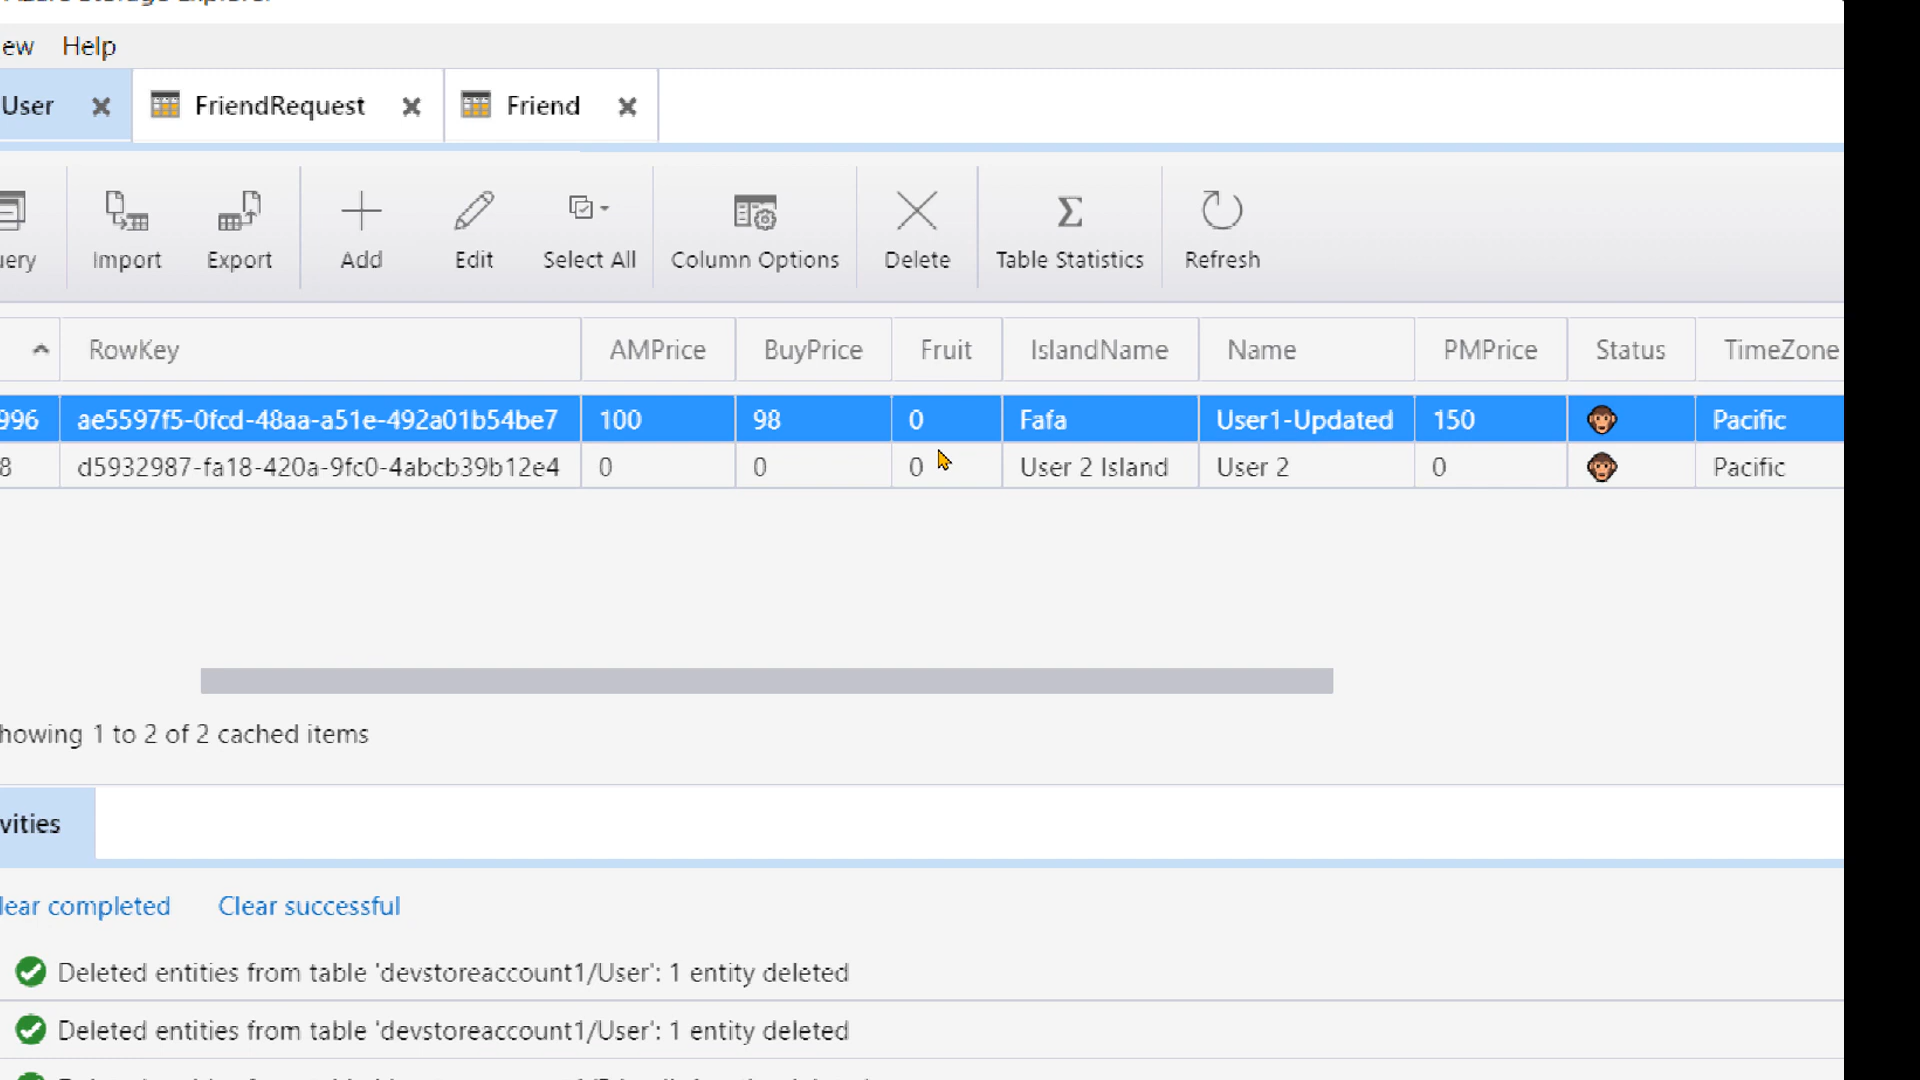 Azure Storage Explorer
ew Help
User FriendRequest Friend
uery Import Export Add Edit Select All Column Options Delete Table Statistics Refresh
RowKey AMPrice BuyPrice Fruit IslandName Name PMPrice Status TimeZone
996 ae5597f5-0fcd-48aa-a51e-492a01b54be7 100 98 0 Fafa User1-Updated 150 🐵 Pacific
8 d5932987-fa18-420a-9fc0-4abcb39b12e4 0 0 0 User 2 Island User 2 0 🐵 Pacific
howing 1 to 2 of 2 cached items
vities
lear completed Clear successful
Deleted entities from table 'devstoreaccount1/User': 1 entity deleted
Deleted entities from table 'devstoreaccount1/User': 1 entity deleted